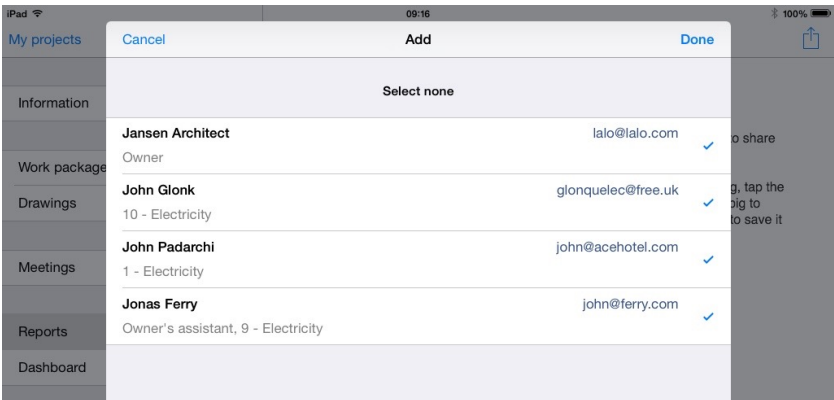 iPad 09:16 100%
My projects Cancel Add Done
Select none
Information
Jansen Architect lalo@lalo.com
Owner
to share
Work package
John Glonk glonquelec@free.uk
g, tap the
Drawings
10 - Electricity
big to
to save it
John Padarchi john@acehotel.com
Meetings
1 - Electricity
Jonas Ferry john@ferry.com
Reports
Owner's assistant, 9 - Electricity
Dashboard